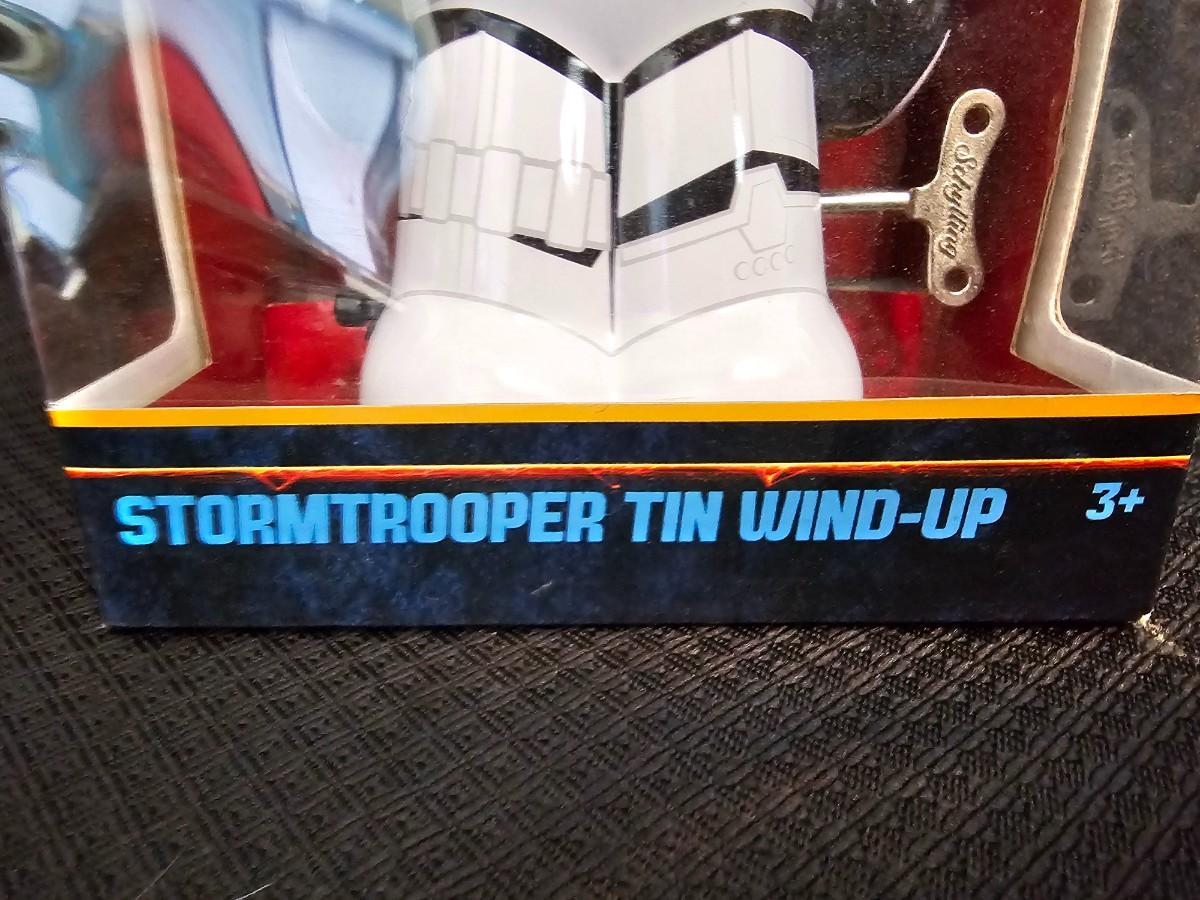 Schylling
STORMTROOPER TIN WIND-UP
3+